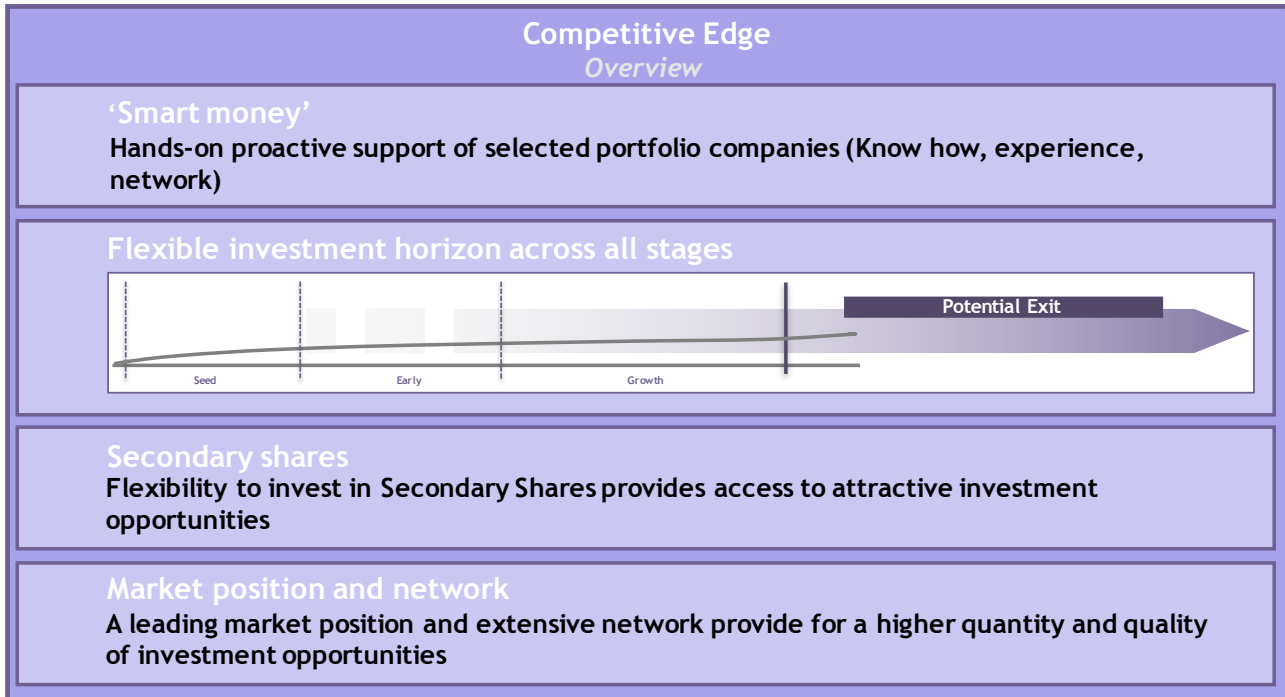 Competitive Edge
Overview
‘Smart money’
Hands-on proactive support of selected portfolio companies (Know how, experience,
network)
Flexible investment horizon across all stages
Potential Exit
Seed
Early
Growth
Secondary shares
Flexibility to invest in Secondary Shares provides access to attractive investment
opportunities
Market position and network
A leading market position and extensive network provide for a higher quantity and quality
of investment opportunities